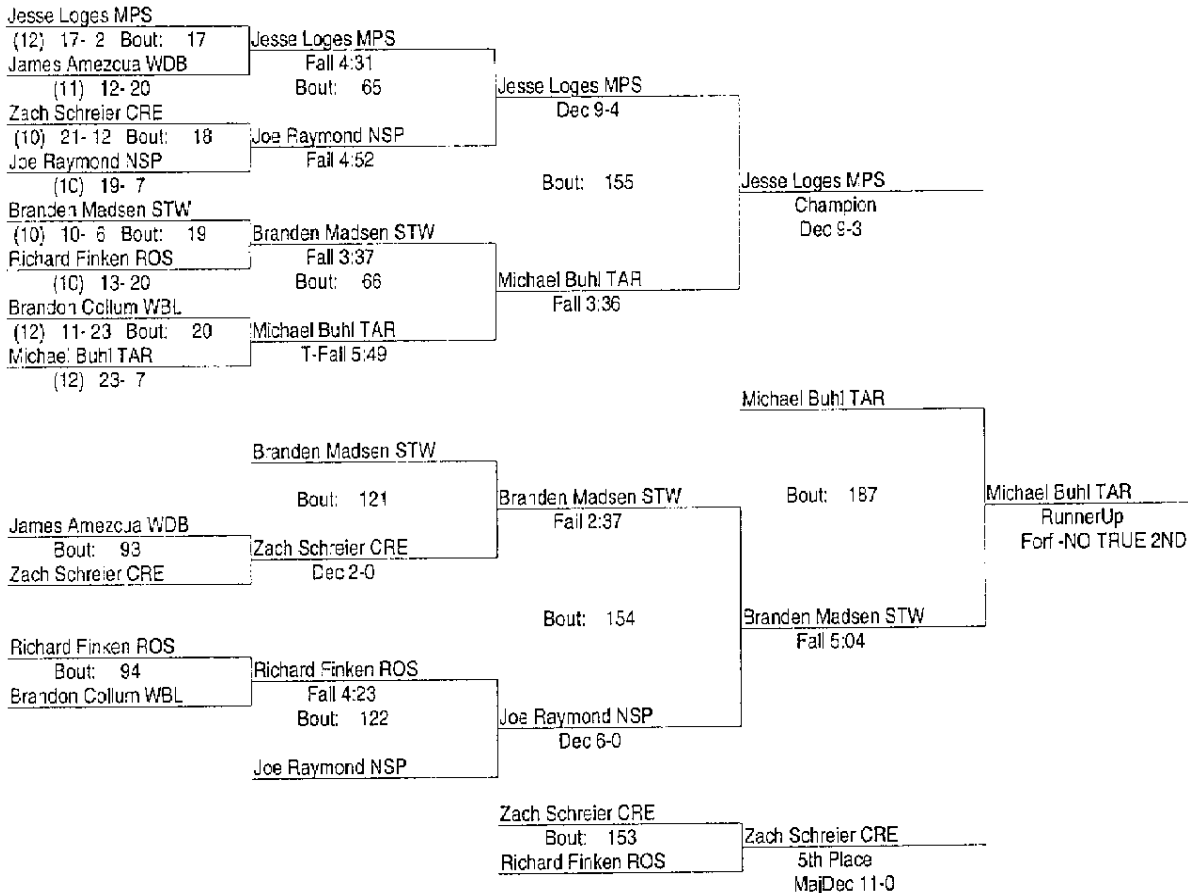 Jesse Loges MPS
(12) 17- 2 Bout: 17
James Amezcua WDB
(11) 12-20
Zach Schreier CRE
(10) 21-12 Bout: 18
Joe Raymond NSP
(10) 19- 7
Branden Madsen STW
(10) 10- 6 Bout: 19
Richard Finken ROS
(10) 13-20
Brandon Collum WBL
(12) 11-23 Bout: 20
Michael Buhl TAR
(12) 23- 7
Jesse Loges MPS
Fall 4:31
Bout: 65
Joe Raymond NSP
Fall 4:52
Branden Madsen STW
Fall 3:37
Bout: 66
Michael Buhl TAR
T-Fall 5:49
Jesse Loges MPS
Dec 9-4
Bout: 155
Michael Buhl TAR
Fall 3:36
Jesse Loges MPS
Champion
Dec 9-3
James Amezcua WDB
Bout: 93
Zach Schreier CRE
Richard Finken ROS
Bout: 94
Brandon Collum WBL
Branden Madsen STW
Bout: 121
Zach Schreier CRE
Dec 2-0
Richard Finken ROS
Fall 4:23
Bout: 122
Joe Raymond NSP
Branden Madsen STW
Fall 2:37
Bout: 154
Joe Raymond NSP
Dec 6-0
Michael Buhl TAR
Bout: 187
Branden Madsen STW
Fall 5:04
Michael Buhl TAR
RunnerUp
Forf -NO TRUE 2ND
Zach Schreier CRE
Bout: 153
Richard Finken ROS
Zach Schreier CRE
5th Place
MajDec 11-0